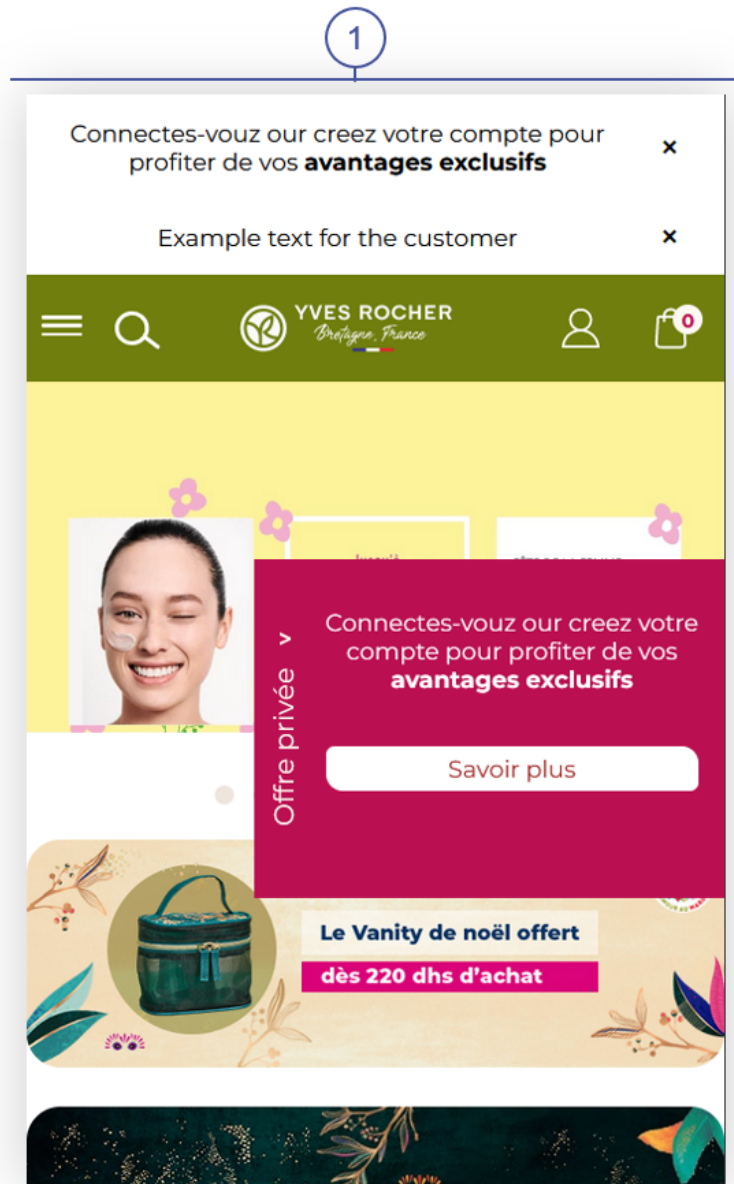 1
Connectes-vouz our creez votre compte pour
profiter de vos avantages exclusifs
×
Example text for the customer
×
YVES ROCHER
Bretagne, France
0
Offre privée
Connectes-vouz our creez votre
compte pour profiter de vos
avantages exclusifs
Savoir plus
Le Vanity de noël offert
dès 220 dhs d'achat